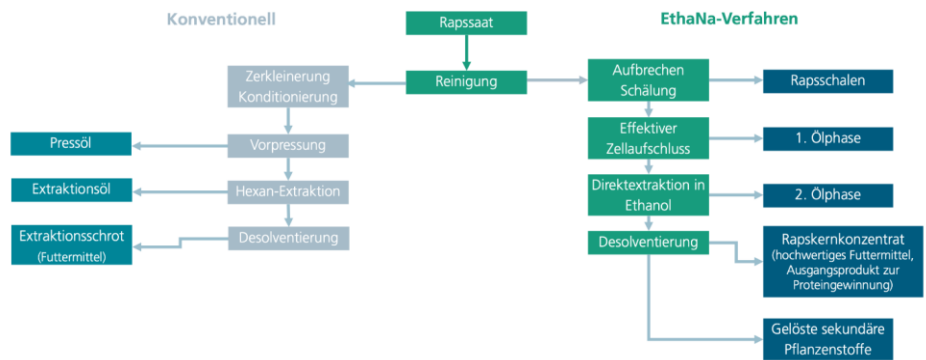 Konventionell
EthaNa-Verfahren
Rapssaat
Reinigung
Zerkleinerung
Konditionierung
Vorpressung
Pressöl
Hexan-Extraktion
Extraktionsöl
Desolventierung
Extraktionsschrot
(Futtermittel)
Aufbrechen
Schälung
Rapsschalen
Effektiver
Zellaufschluss
1. Ölphase
Direktextraktion in
Ethanol
2. Ölphase
Desolventierung
Rapskernkonzentrat
(hochwertiges Futtermittel,
Ausgangsprodukt zur
Proteingewinnung)
Gelöste sekundäre
Pflanzenstoffe